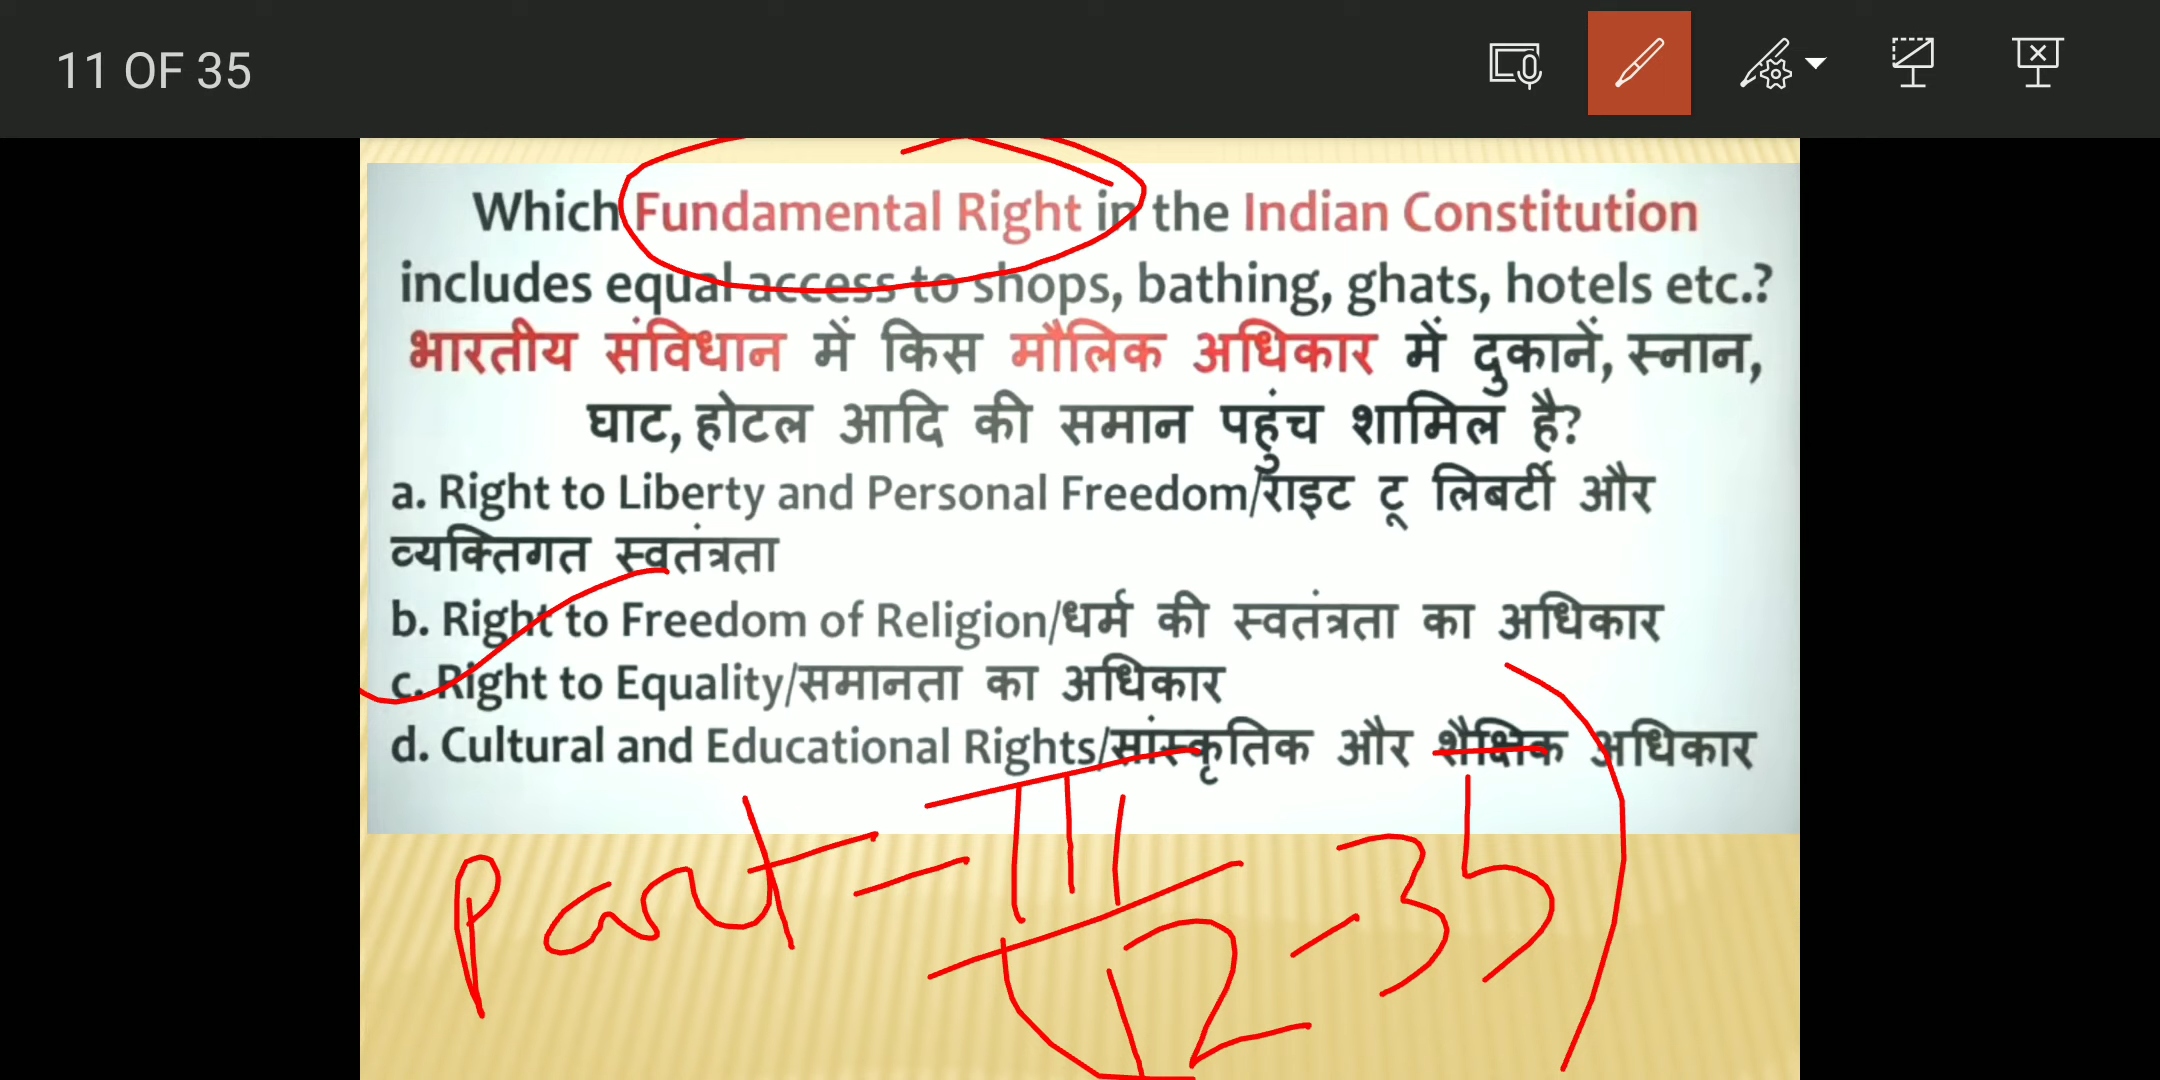 11 OF 35
Which Fundamental Right in the Indian Constitution
includes equal access to shops, bathing, ghats, hotels etc.?
भारतीय संविधान में किस मौलिक अधिकार में दुकानें, स्नान,
घाट, होटल आदि की समान पहुंच शामिल है?
a. Right to Liberty and Personal Freedom/राइट टू लिबर्टी और
व्यक्तिगत स्वतंत्रता
b. Right to Freedom of Religion/धर्म की स्वतंत्रता का अधिकार
c. Right to Equality/समानता का अधिकार
d. Cultural and Educational Rights/सांस्कृतिक और शैक्षिक अधिकार
Part = III
(12-35)